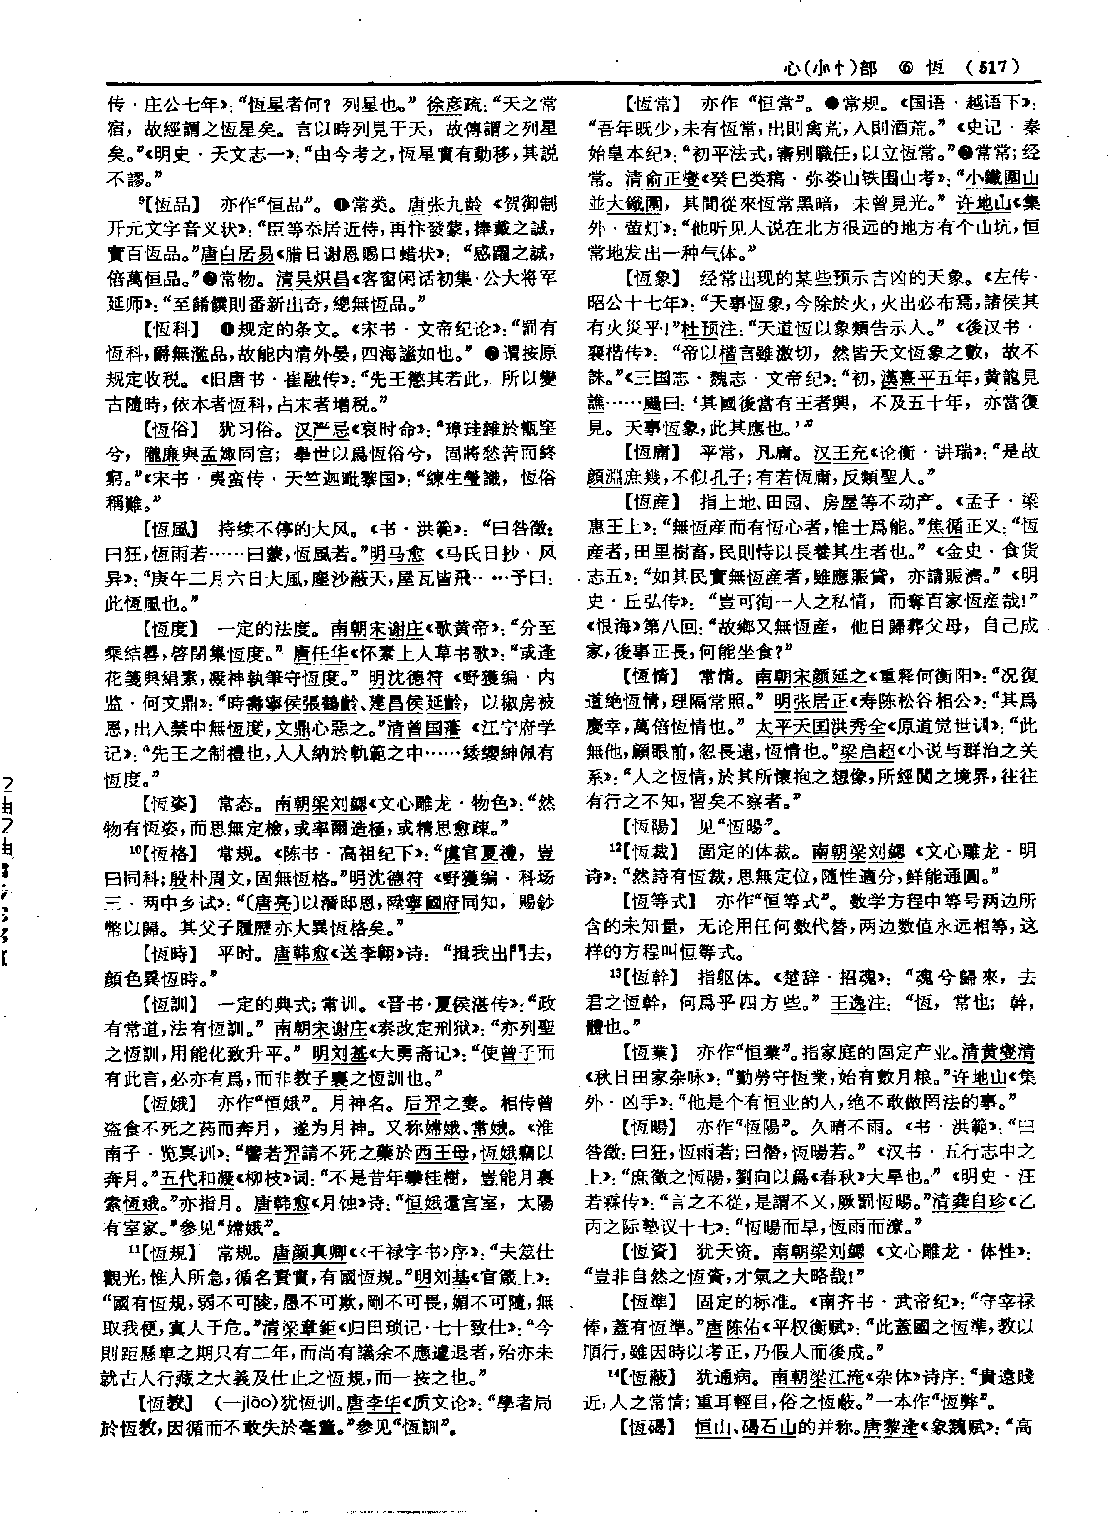 心(小忄)部 ⑥ 恆 (517)
传·庄公七年》:“恆星者何？列星也。”徐彦疏:“天之常
宿，故經謂之恆星矣。言以時列見于天，故傳謂之列星
矣。”《明史·天文志一》:“由今考之，恆星實有動移，其説
不謬。”
⁹【恆品】 亦作“恒品”。❶常类。唐张九龄《贺御制
开元文字音义状》:“臣等忝居近侍，再忭發蒙，捧戴之誠，
實百恆品。”唐白居易《腊日谢恩赐口蜡状》:“感躍之誠，
倍萬恒品。”❷常物。清吴炽昌《客窗闲话初集·公大将军
延师》:“至餚饌則番新出奇，總無恆品。”
【恆科】 ❶规定的条文。《宋书·文帝纪论》:“罰有
恆科，爵無濫品，故能内清外晏，四海謐如也。”❷谓按原
规定收税。《旧唐书·崔融传》:“先王懲其若此，所以變
古隨時，依本者恆科，占末者增税。”
【恆俗】 犹习俗。汉严忌《哀时命》:“璋珪雜於甑窐
兮，隴廉與孟娵同宫；舉世以爲恆俗兮，固將愁苦而終
窮。”《宋书·夷蛮传·天竺迦毗黎国》:“練生瑩識，恆俗
稱難。”
【恆風】 持续不停的大风。《书·洪範》:“曰咎徵：
曰狂，恆雨若……曰蒙，恆風若。”明马愈《马氏日抄·风
异》:“庚午二月六日大風，塵沙蔽天，屋瓦皆飛……予曰：
此恆風也。”
【恆度】 一定的法度。南朝宋谢庄《歌黄帝》:“分至
乘結晷，啓閉集恆度。”唐任华《怀素上人草书歌》:“或逢
花箋與絹素，凝神執筆守恆度。”明沈德符《野獲编·内
监·何文鼎》:“時壽寧侯張鶴齡、建昌侯延齡，以椒房被
恩，出入禁中無恆度，文鼎心惡之。”清曾国藩《江宁府学
记》:“先王之制禮也，人人納於軌範之中……緌纓紳佩有
恆度。”
【恆姿】 常态。南朝梁刘勰《文心雕龙·物色》:“然
物有恆姿，而思無定檢，或率爾造極，或精思愈疎。”
¹⁰【恆格】 常规。《陈书·高祖纪下》:“虞官夏禮，豈
曰同科；殷朴周文，固無恆格。”明沈德符《野獲编·科场
三·两中乡试》:“〔唐亮〕以潛邸恩，陞寧國府同知，賜鈔
幣以歸。其父子履歷亦大異恆格矣。”
【恆時】 平时。唐韩愈《送李翱》诗:“揖我出門去，
顔色異恆時。”
【恆訓】 一定的典式；常训。《晋书·夏侯湛传》:“政
有常道，法有恆訓。”南朝宋谢庄《奏改定刑狱》:“亦列聖
之恆訓，用能化致升平。”明刘基《大勇斋记》:“使曾子而
有此言，必亦有爲，而非教子襄之恆訓也。”
【恆娥】 亦作“恒娥”。月神名。后羿之妻。相传曾
盗食不死之药而奔月，遂为月神。又称嫦娥、常娥。《淮
南子·览冥训》:“譬若羿請不死之藥於西王母，恆娥竊以
奔月。”五代和凝《柳枝》词:“不是昔年攀桂樹，豈能月裏
索恆娥。”亦指月。唐韩愈《月蚀》诗:“恒娥還宫室，太陽
有室家。”参见“嫦娥”。
¹¹【恆規】 常规。唐颜真卿《〈干禄字书〉序》:“夫筮仕
觀光，惟人所急，循名責實，有國恆規。”明刘基《官箴上》:
“國有恆規，弱不可陵，愚不可欺，剛不可畏，媚不可隨，無
取我便，寘人于危。”清梁章鉅《归田琐记·七十致仕》:“今
則距懸車之期只有二年，而尚有議余不應遽退者，殆亦未
就古人行藏之大義及仕止之恆規，而一按之也。”
【恆教】 (－jiào)犹恆训。唐李华《质文论》:“學者局
於恆教，因循而不敢失於毫釐。”参见“恆訓”。
【恆常】 亦作“恒常”。❶常规。《国语·越语下》:
“吾年既少，未有恆常，出則禽荒，入則酒荒。”《史记·秦
始皇本纪》:“初平法式，審别職任，以立恆常。”❷常常；经
常。清俞正燮《癸巳类稿·弥娄山铁围山考》:“小鐵圍山
並大鐵圍，其間從來恆常黑暗，未曾見光。”许地山《集
外·萤灯》:“他听见人说在北方很远的地方有个山坑，恒
常地发出一种气体。”
【恆象】 经常出现的某些预示吉凶的天象。《左传·
昭公十七年》:“天事恆象，今除於火，火出必布焉，諸侯其
有火災乎！”杜预注:“天道恆以象類告示人。”《後汉书·
襄楷传》:“帝以楷言雖激切，然皆天文恆象之數，故不
誅。”《三国志·魏志·文帝纪》:“初，漢熹平五年，黄龍見
譙……颺曰：‘其國後當有王者興，不及五十年，亦當復
見。天事恆象，此其應也。’”
【恆庸】 平常，凡庸。汉王充《论衡·讲瑞》:“是故
顔淵庶幾，不似孔子；有若恆庸，反類聖人。”
【恆産】 指土地、田园、房屋等不动产。《孟子·梁
惠王上》:“無恆産而有恆心者，惟士爲能。”焦循正义:“恆
産者，田里樹畜，民則恃以長養其生者也。”《金史·食货
志五》:“如其民實無恆産者，雖應賑貸，亦請賑濟。”《明
史·丘弘传》:“豈可徇一人之私情，而奪百家恆産哉！”
《恨海》第八回:“故鄉又無恆産，他日歸葬父母，自己成
家，後事正長，何能坐食？”
【恆情】 常情。南朝宋颜延之《重释何衡阳》:“况復
道絶恆情，理隔常照。”明张居正《寿陈松谷相公》:“其爲
慶幸，萬倍恆情也。”太平天囯洪秀全《原道觉世训》:“此
無他，顧眼前，忽長遠，恆情也。”梁启超《小说与群治之关
系》:“人之恆情，於其所懷抱之想像，所經閱之境界，往往
有行之不知，習矣不察者。”
【恆陽】 见“恆暘”。
¹²【恆裁】 固定的体裁。南朝梁刘勰《文心雕龙·明
诗》:“然詩有恆裁，思無定位，隨性適分，鮮能通圓。”
【恆等式】 亦作“恒等式”。数学方程中等号两边所
含的未知量，无论用任何数代替，两边数值永远相等，这
样的方程叫恒等式。
¹³【恆幹】 指躯体。《楚辞·招魂》:“魂兮歸來，去
君之恆幹，何爲乎四方些。”王逸注:“恆，常也；幹，
體也。”
【恆業】 亦作“恒業”。指家庭的固定产业。清黄燮清
《秋日田家杂咏》:“勤勞守恆業，始有數月粮。”许地山《集
外·凶手》:“他是个有恒业的人，绝不敢做罔法的事。”
【恆暘】 亦作“恆陽”。久晴不雨。《书·洪範》:“曰
咎徵：曰狂，恆雨若；曰僭，恆暘若。”《汉书·五行志中之
上》:“庶徵之恆陽，劉向以爲《春秋》大旱也。”《明史·汪
若霖传》:“言之不從，是謂不乂，厥罰恆暘。”清龚自珍《乙
丙之际塾议十七》:“恆暘而旱，恆雨而潦。”
【恆資】 犹天资。南朝梁刘勰《文心雕龙·体性》:
“豈非自然之恆資，才氣之大略哉！”
【恆準】 固定的标准。《南齐书·武帝纪》:“守宰禄
俸，蓋有恆準。”唐陈佑《平权衡赋》:“此蓋國之恆準，教以
順行，雖因時以考正，乃假人而後成。”
¹⁴【恆蔽】 犹通病。南朝梁江淹《杂体》诗序:“貴遠賤
近，人之常情；重耳輕目，俗之恆蔽。”一本作“恆弊”。
【恆碣】 恒山、碣石山的并称。唐黎逢《象魏赋》:“高